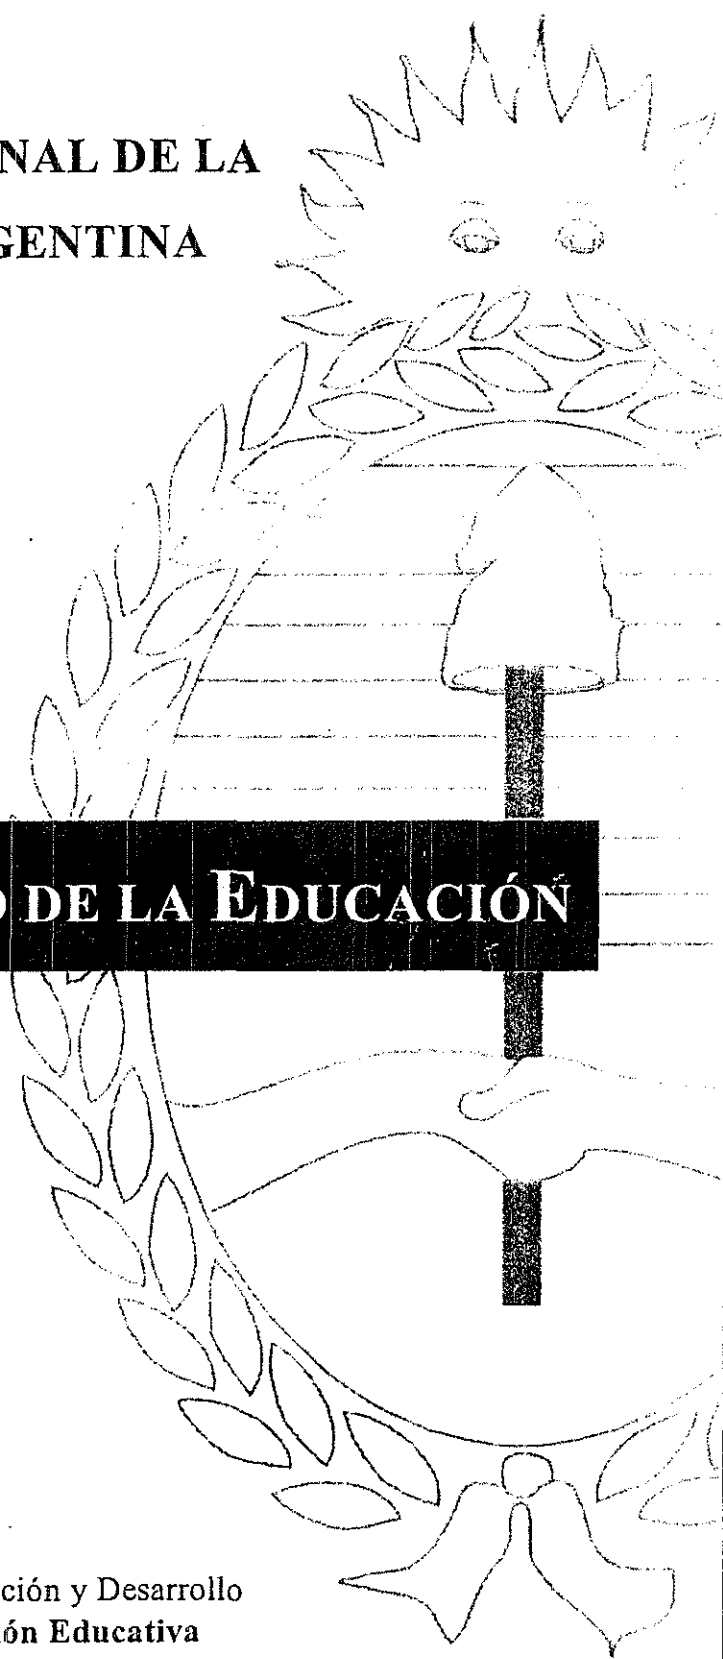 NAL DE LA
GENTINA
O DE LA EDUCACIÓN
ción y Desarrollo
ón Educativa